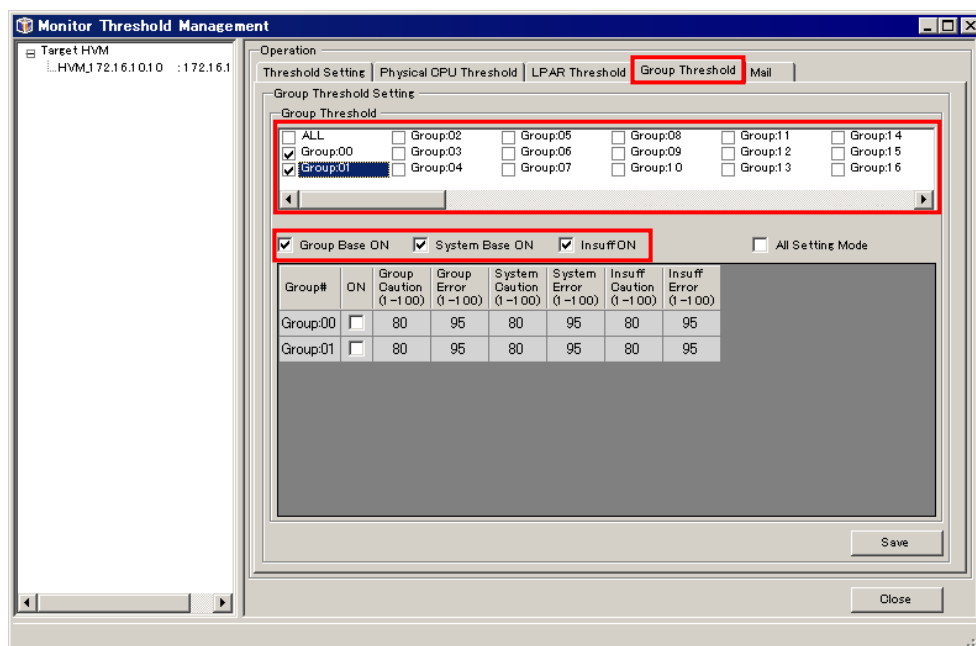 Monitor Threshold Management
Target HVM
HVM_172.16.10.10 : 172.16.1
Operation
Threshold Setting Physical CPU Threshold LPAR Threshold Group Threshold Mail
Group Threshold Setting
Group Threshold
ALL Group:02 Group:05 Group:08 Group:11 Group:14
Group:00 Group:03 Group:06 Group:09 Group:12 Group:15
Group:01 Group:04 Group:07 Group:10 Group:13 Group:16
Group Base ON System Base ON InsuffON All Setting Mode
Group# ON Group Caution (1-100) Group Error (1-100) System Caution (1-100) System Error (1-100) Insuff Caution (1-100) Insuff Error (1-100)
Group:00 80 95 80 95 80 95
Group:01 80 95 80 95 80 95
Save
Close